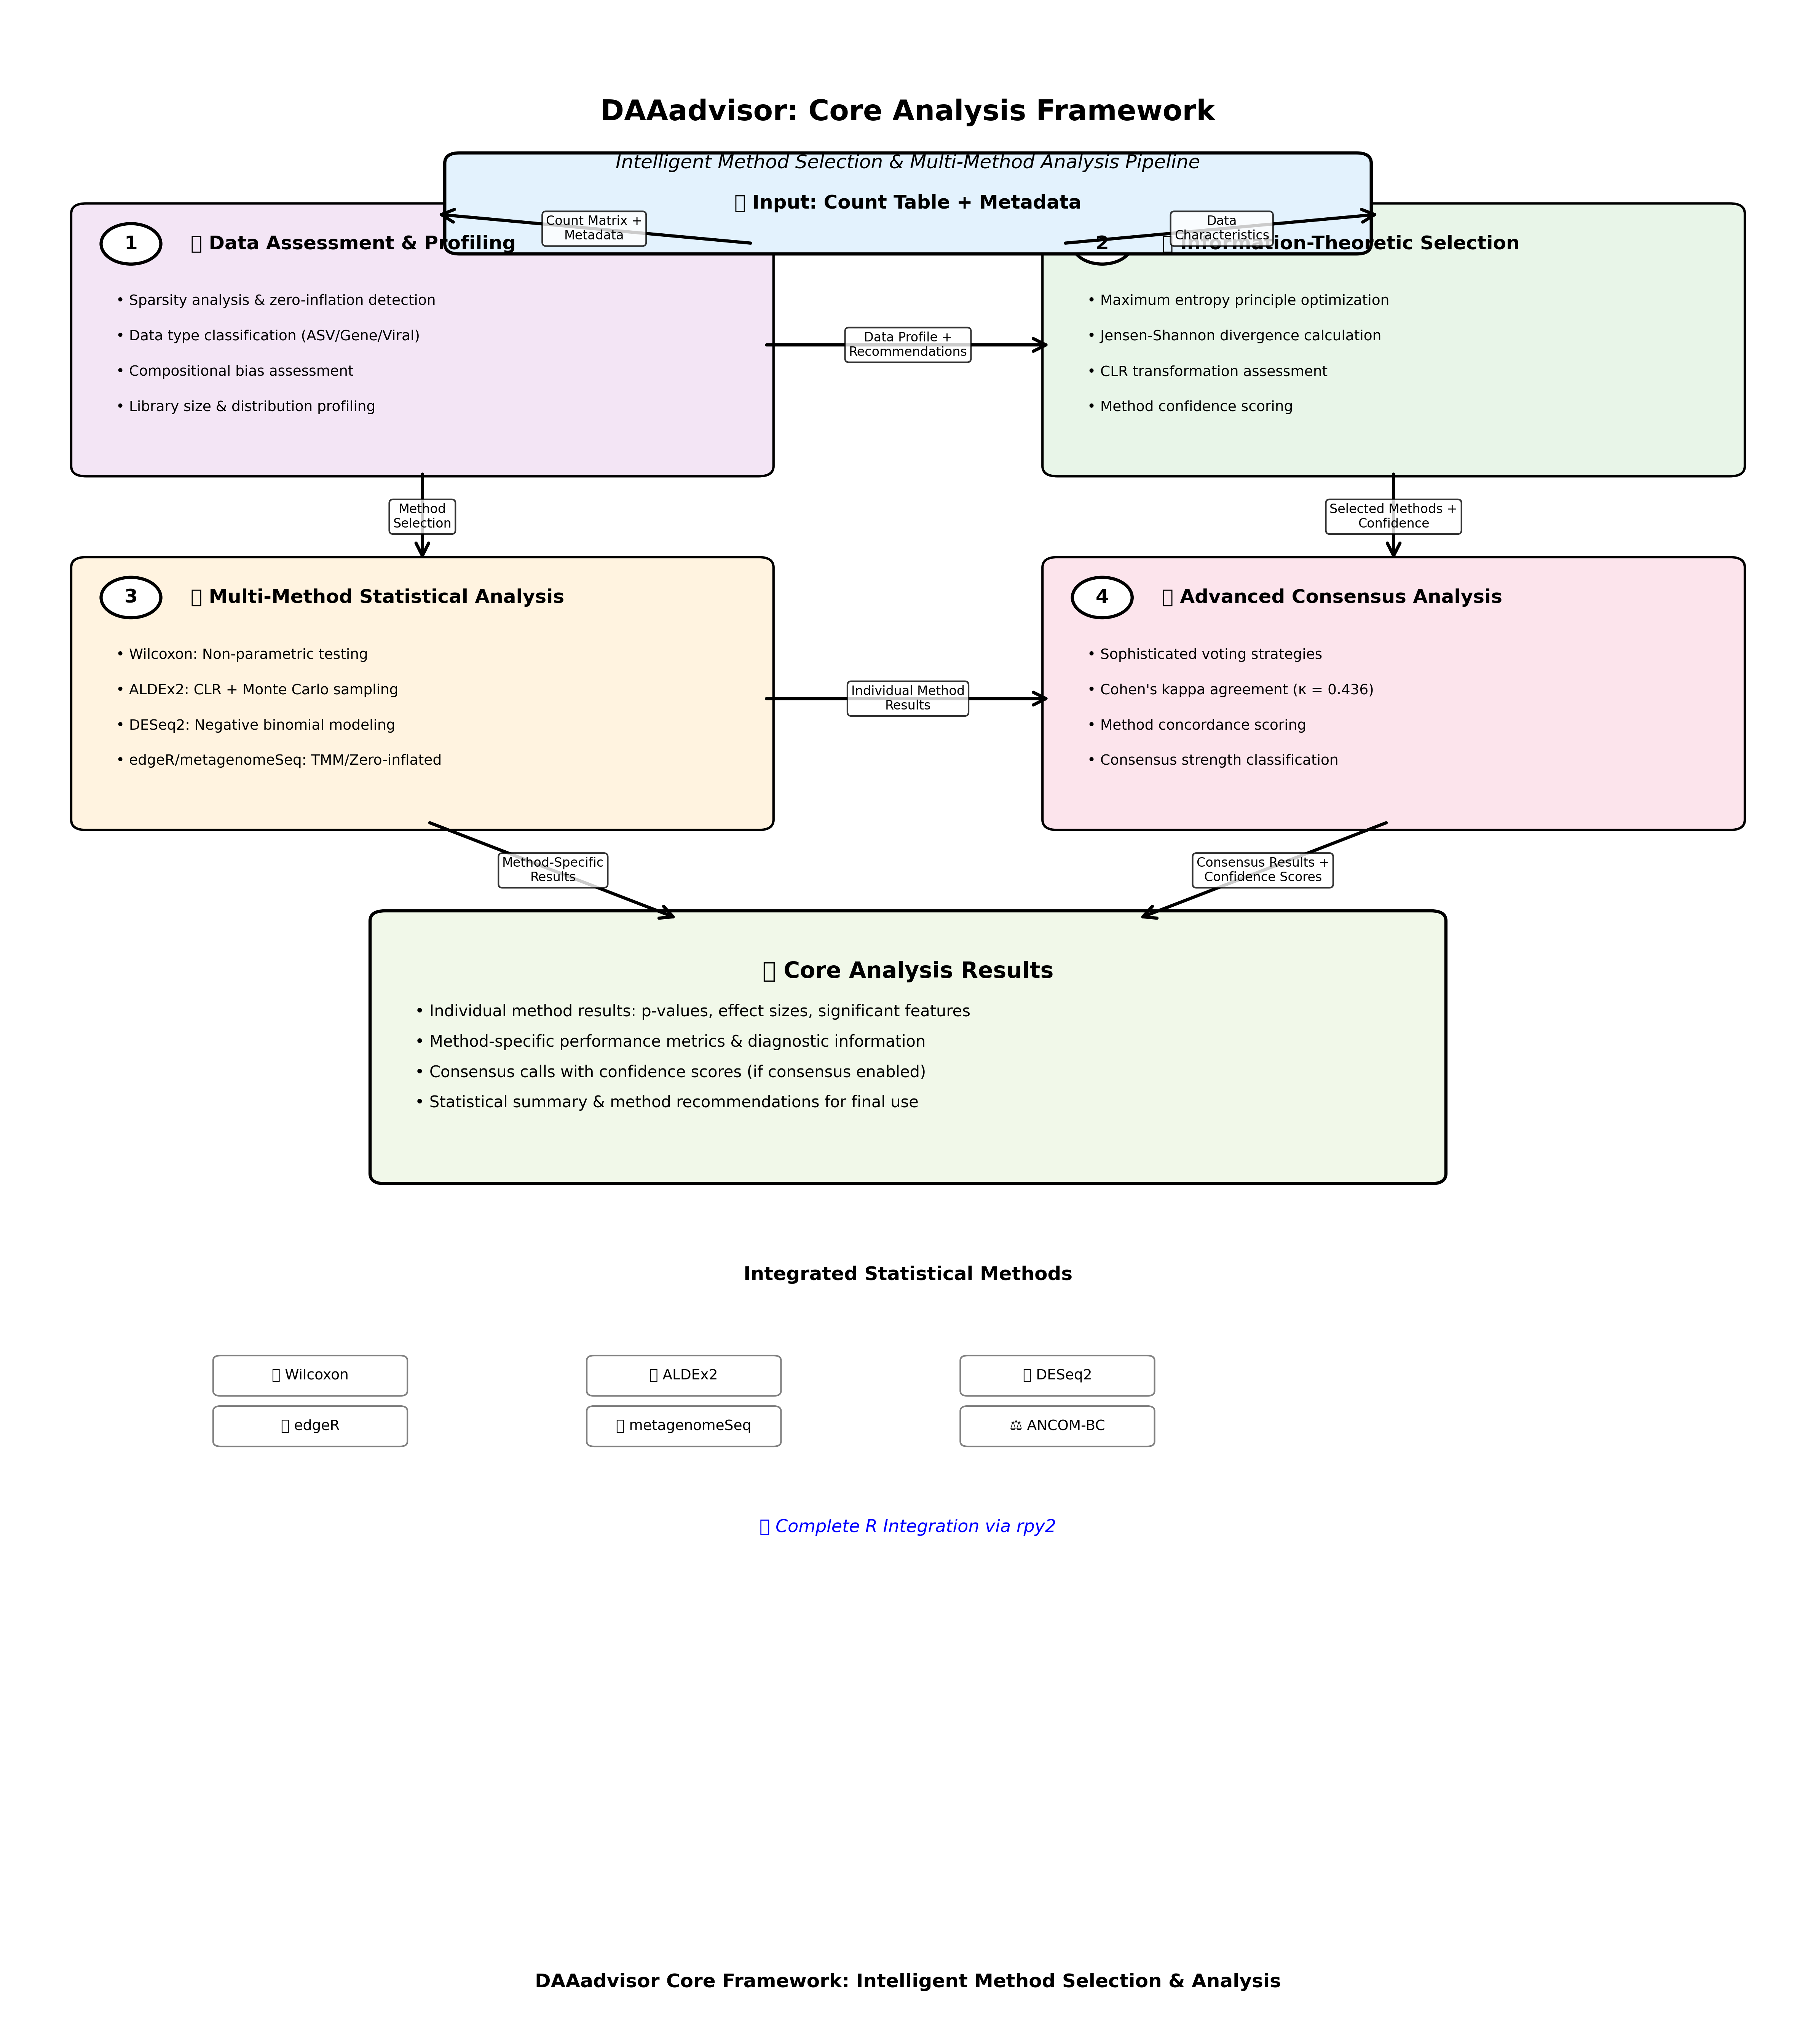 DAAadvisor: Core Analysis Framework
Intelligent Method Selection & Multi-Method Analysis Pipeline
Input: Count Table + Metadata
Count Matrix +
Metadata
Data
Characteristics
1
Data Assessment & Profiling
• Sparsity analysis & zero-inflation detection
• Data type classification (ASV/Gene/Viral)
• Compositional bias assessment
• Library size & distribution profiling
Data Profile +
Recommendations
2
Information-Theoretic Selection
• Maximum entropy principle optimization
• Jensen-Shannon divergence calculation
• CLR transformation assessment
• Method confidence scoring
Method
Selection
Selected Methods +
Confidence
3
Multi-Method Statistical Analysis
• Wilcoxon: Non-parametric testing
• ALDEx2: CLR + Monte Carlo sampling
• DESeq2: Negative binomial modeling
• edgeR/metagenomeSeq: TMM/Zero-inflated
Individual Method
Results
4
Advanced Consensus Analysis
• Sophisticated voting strategies
• Cohen's kappa agreement (κ = 0.436)
• Method concordance scoring
• Consensus strength classification
Method-Specific
Results
Consensus Results +
Confidence Scores
Core Analysis Results
• Individual method results: p-values, effect sizes, significant features
• Method-specific performance metrics & diagnostic information
• Consensus calls with confidence scores (if consensus enabled)
• Statistical summary & method recommendations for final use
Integrated Statistical Methods
Wilcoxon
ALDEx2
DESeq2
edgeR
metagenomeSeq
⚖ ANCOM-BC
Complete R Integration via rpy2
DAAadvisor Core Framework: Intelligent Method Selection & Analysis